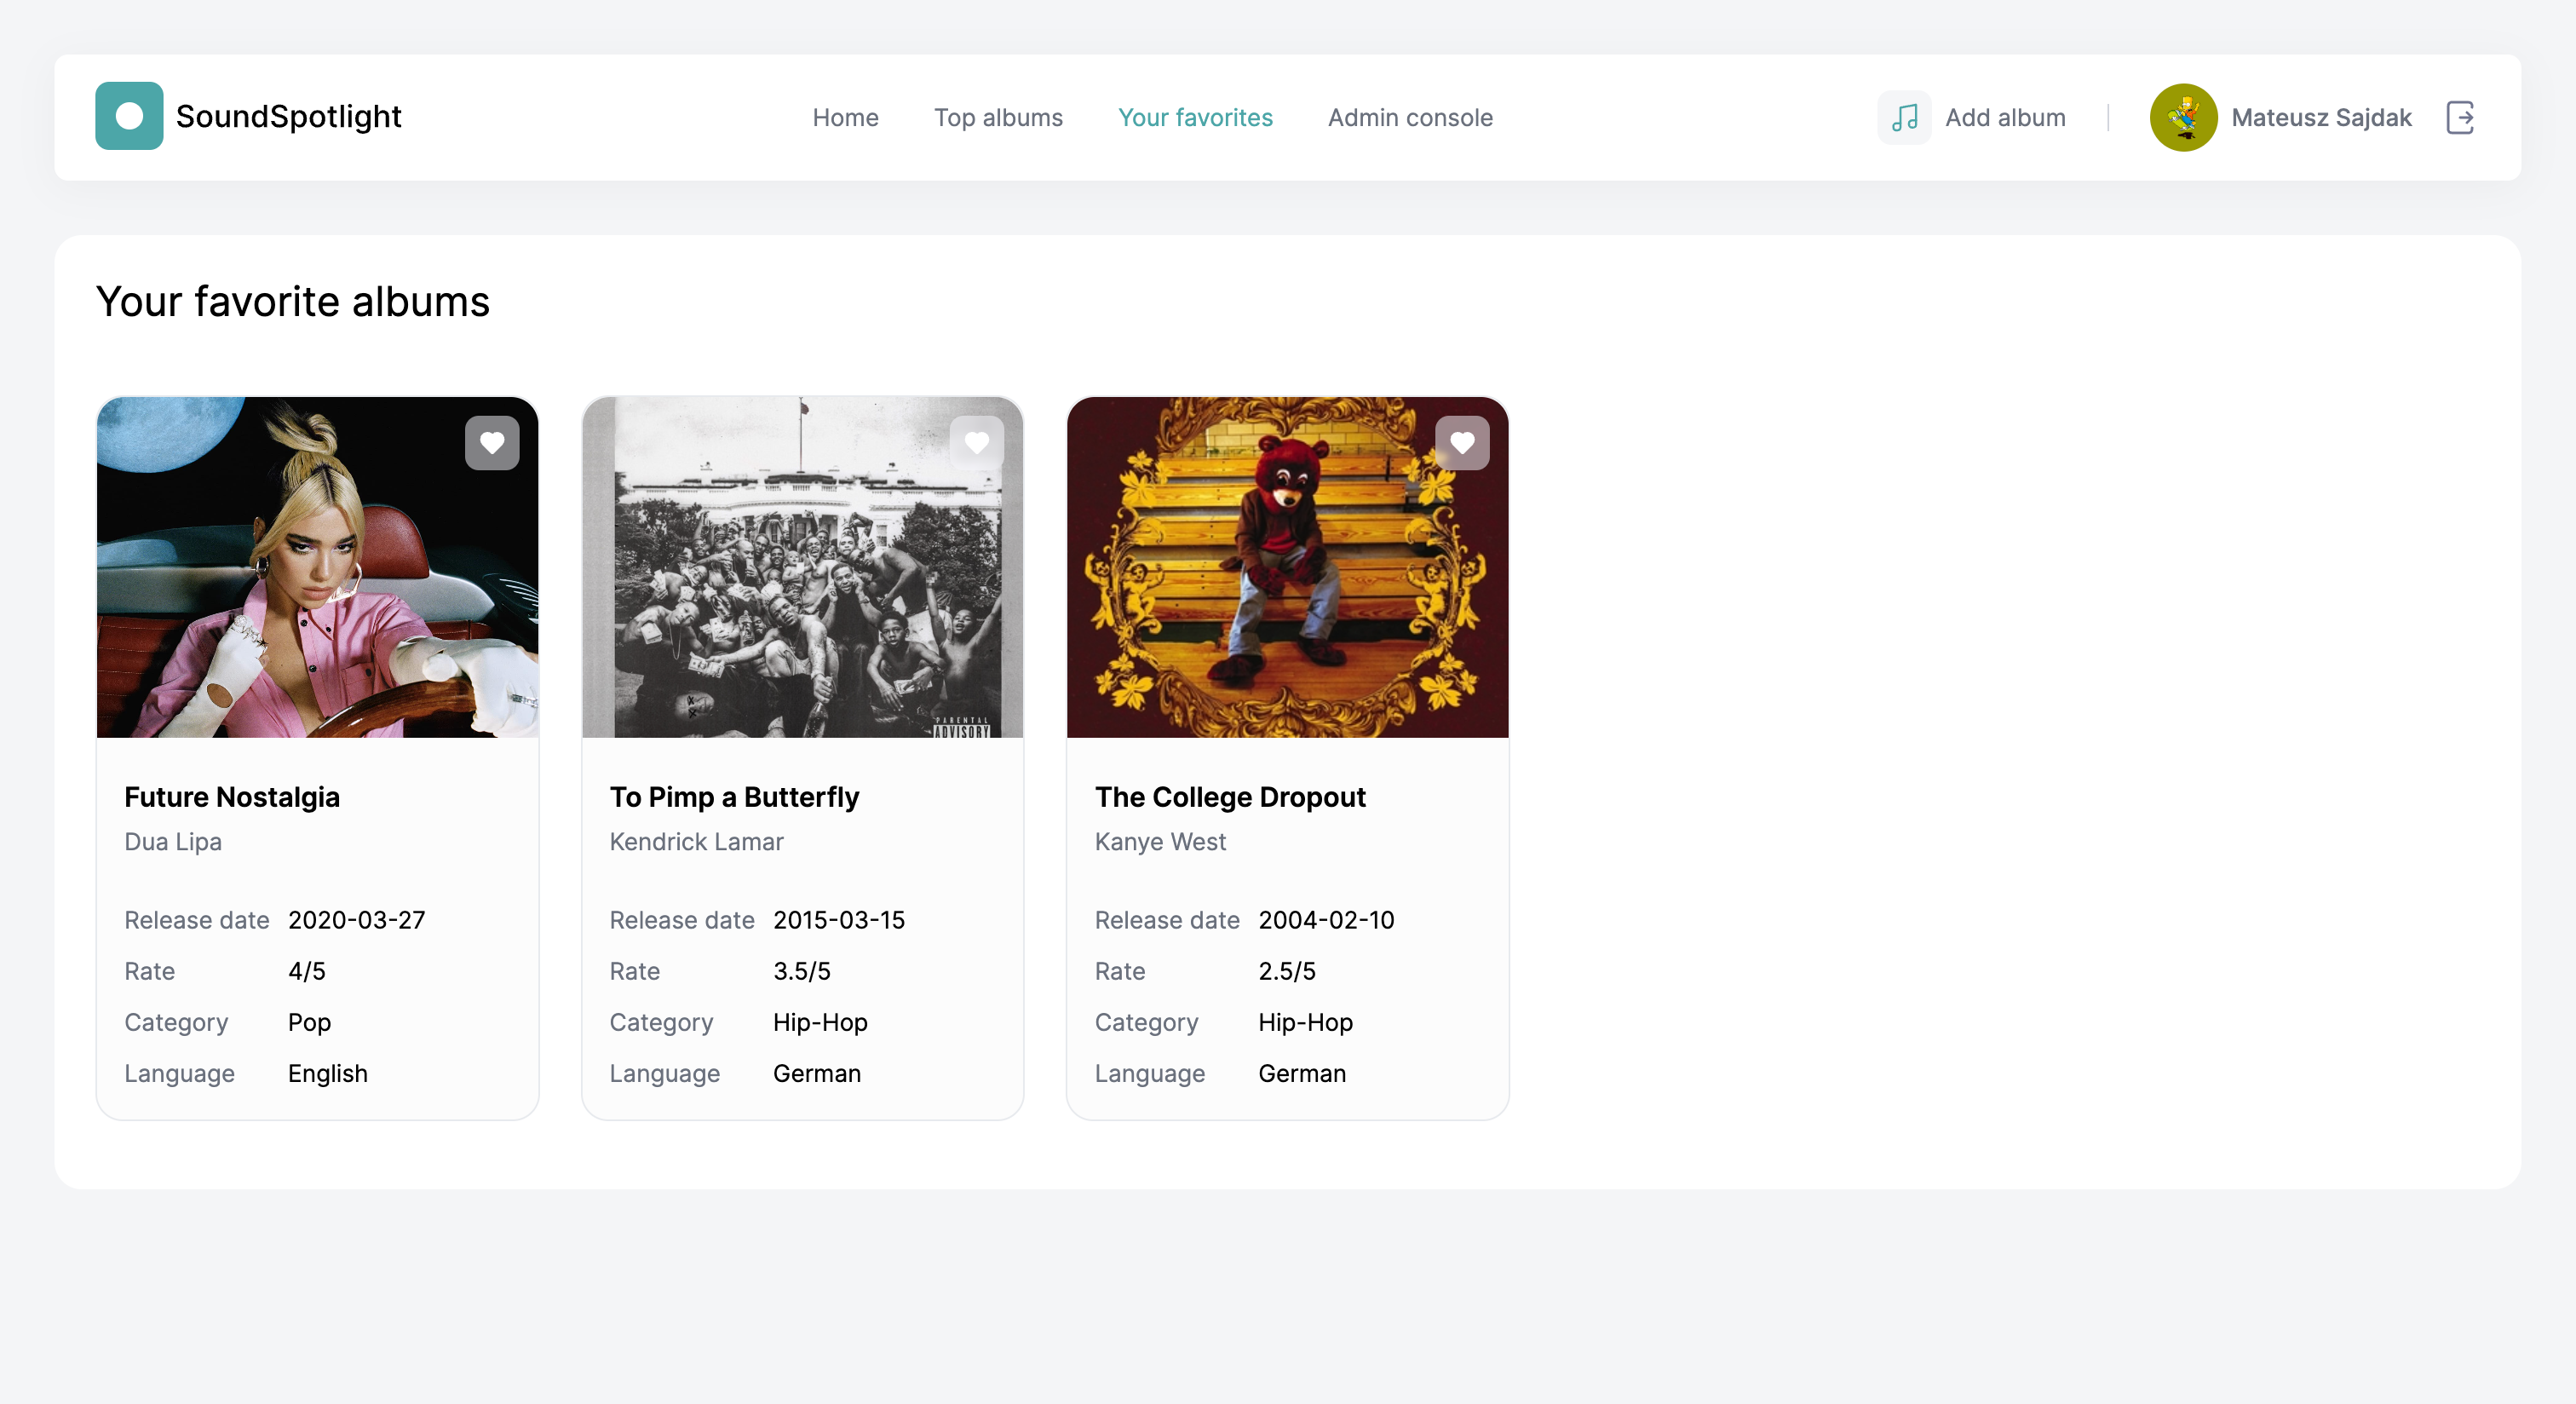 SoundSpotlight
Home
Top albums
Your favorites
Admin console
Add album
Mateusz Sajdak
Your favorite albums
PARENTAL
ADVISORY
Future Nostalgia
Dua Lipa
Release date 2020-03-27
Rate 4/5
Category Pop
Language English
To Pimp a Butterfly
Kendrick Lamar
Release date 2015-03-15
Rate 3.5/5
Category Hip-Hop
Language German
The College Dropout
Kanye West
Release date 2004-02-10
Rate 2.5/5
Category Hip-Hop
Language German